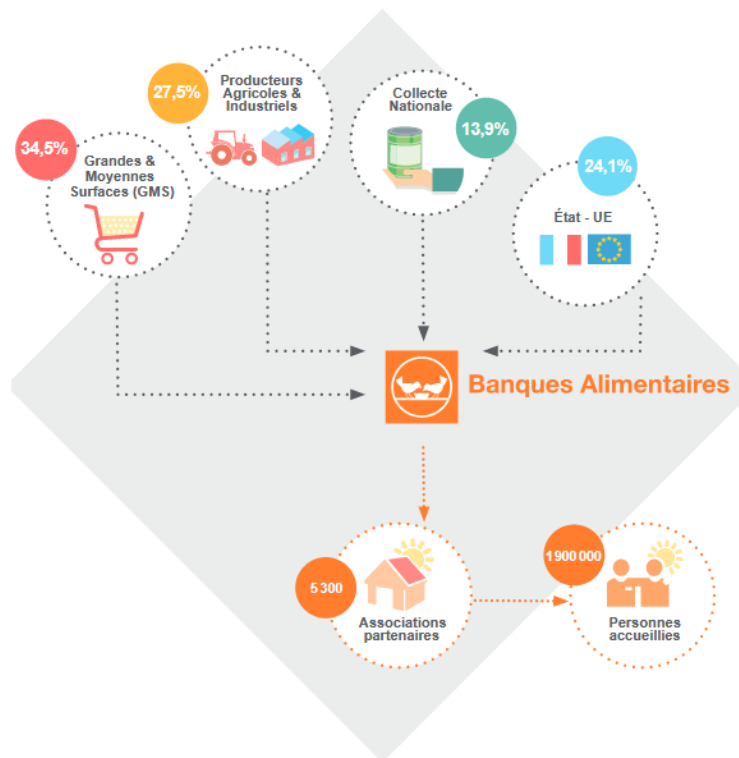 27,5%
Producteurs
Agricoles &
Industriels
Collecte
Nationale
13,9%
34,5%
Grandes &
Moyennes
Surfaces (GMS)
24,1%
État - UE
Banques Alimentaires
5 300
Associations
partenaires
1 900 000
Personnes
accueillies